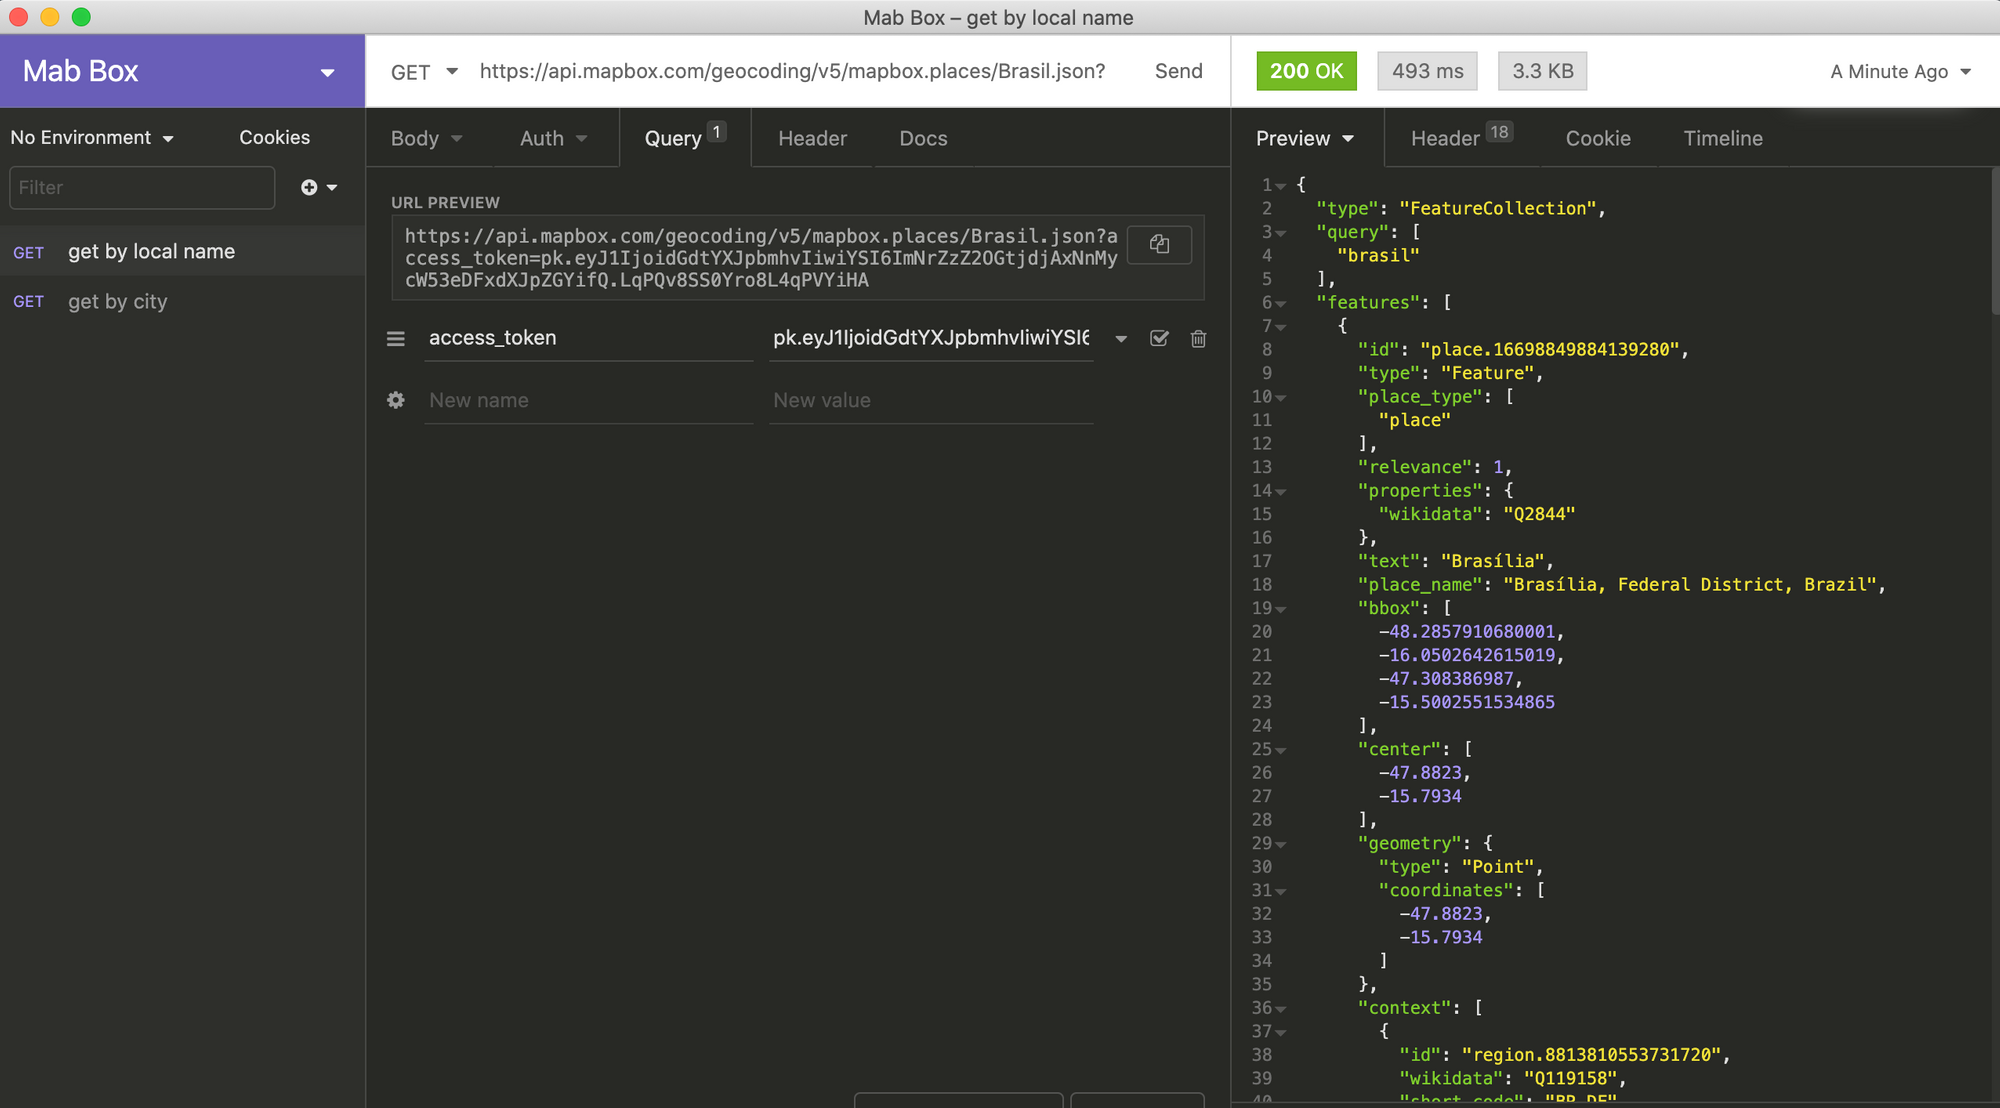 Mab Box – get by local name
Mab Box
GET https://api.mapbox.com/geocoding/v5/mapbox.places/Brasil.json? Send
200 OK 493 ms 3.3 KB A Minute Ago
No Environment Cookies
Filter
GET get by local name
GET get by city
Body Auth Query 1 Header Docs
URL PREVIEW
https://api.mapbox.com/geocoding/v5/mapbox.places/Brasil.json?a
ccess_token=pk.eyJ1IjoidGdtYXJpbmhvIiwiYSI6ImNrZzZ2OGtjdjAxNnMy
cW53eDFxdXJpZGYifQ.LqPQv8SS0Yro8L4qPVYiHA
access_token pk.eyJ1IjoidGdtYXJpbmhvIiwiYSI6
New name New value
Preview Header 18 Cookie Timeline
1 {
2 "type": "FeatureCollection",
3 "query": [
4 "brasil"
5 ],
6 "features": [
7 {
8 "id": "place.16698849884139280",
9 "type": "Feature",
10 "place_type": [
11 "place"
12 ],
13 "relevance": 1,
14 "properties": {
15 "wikidata": "Q2844"
16 },
17 "text": "Brasília",
18 "place_name": "Brasília, Federal District, Brazil",
19 "bbox": [
20 -48.2857910680001,
21 -16.0502642615019,
22 -47.308386987,
23 -15.5002551534865
24 ],
25 "center": [
26 -47.8823,
27 -15.7934
28 ],
29 "geometry": {
30 "type": "Point",
31 "coordinates": [
32 -47.8823,
33 -15.7934
34 ]
35 },
36 "context": [
37 {
38 "id": "region.8813810553731720",
39 "wikidata": "Q119158",
40 "short_code": "BR-DF"